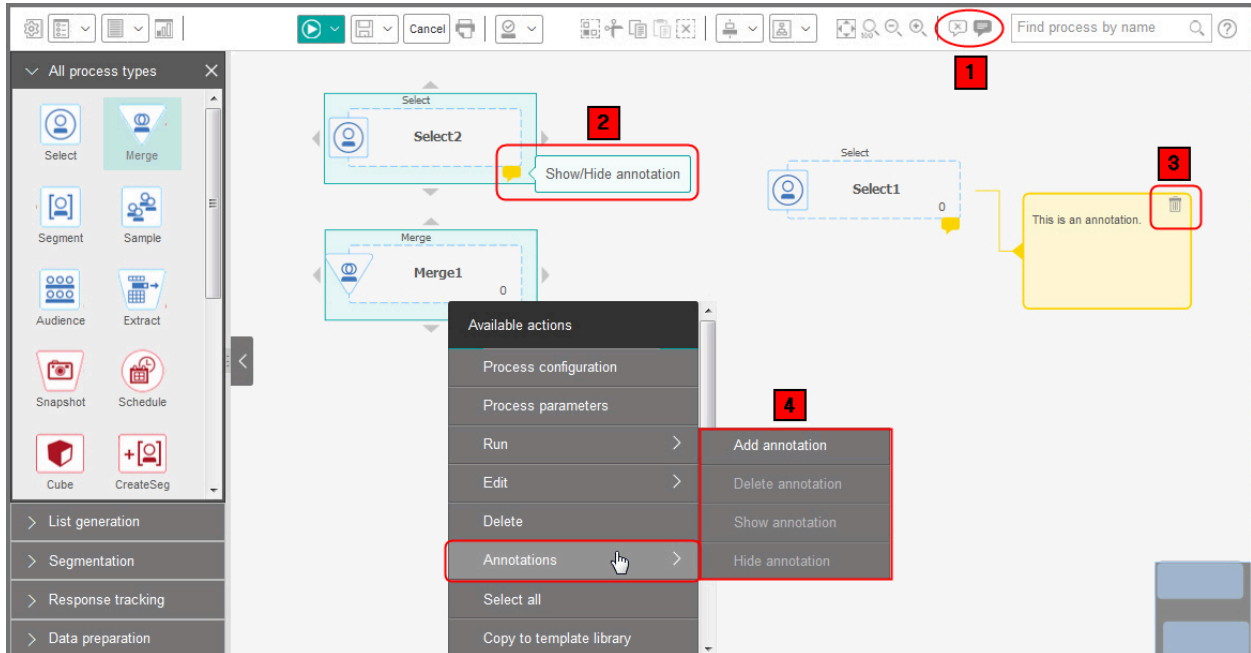 Cancel
100
Find process by name
1
All process types
Select
Merge
Segment
Sample
Audience
Extract
Snapshot
Schedule
Cube
CreateSeg
List generation
Segmentation
Response tracking
Data preparation
Select
Select2
2
Show/Hide annotation
Merge
Merge1
0
Select
Select1
0
3
This is an annotation.
Available actions
Process configuration
Process parameters
Run
Edit
Delete
Annotations
Select all
Copy to template library
4
Add annotation
Delete annotation
Show annotation
Hide annotation